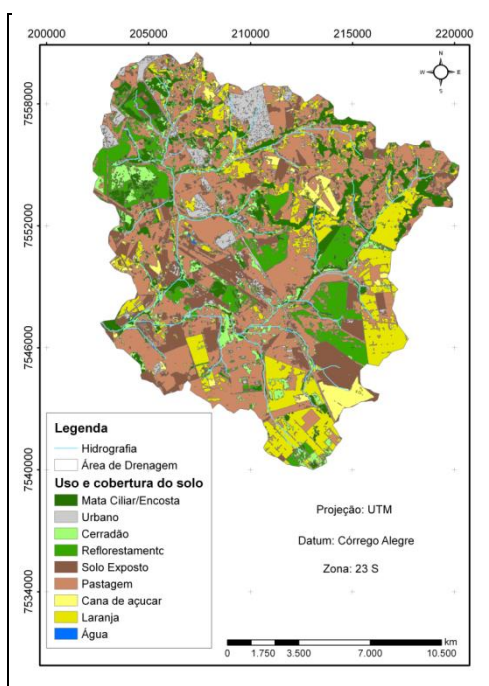 200000 205000 210000 215000 220000
N
W E
S
7558000
7552000
7546000
7540000
7534000
Legenda
Hidrografia
Área de Drenagem
Uso e cobertura do solo
Mata Ciliar/Encosta
Urbano
Cerradão
Reflorestamentc
Solo Exposto
Pastagem
Cana de açucar
Laranja
Água
Projeção: UTM
Datum: Córrego Alegre
Zona: 23 S
km
0 1.750 3.500 7.000 10.500